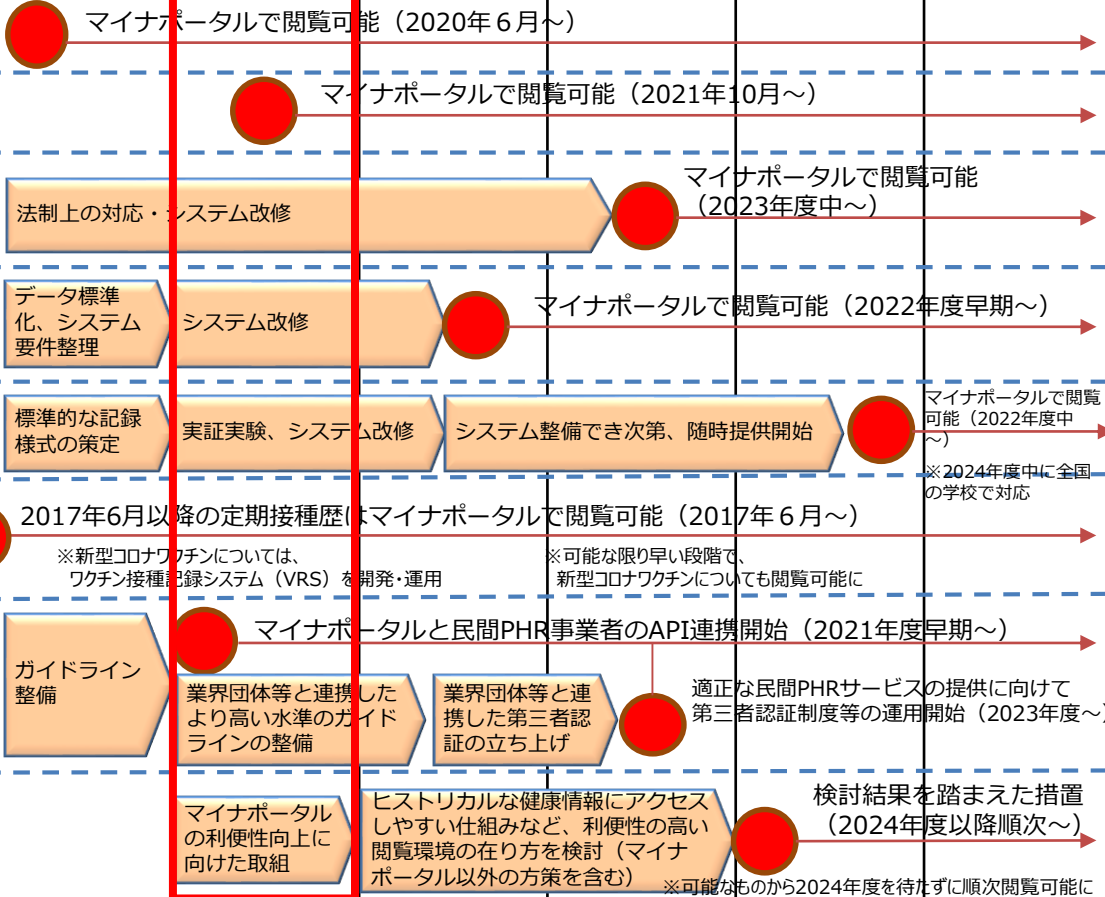 マイナポータルで閲覧可能（2020年６月～）
マイナポータルで閲覧可能（2021年10月～）
法制上の対応・システム改修
マイナポータルで閲覧可能
（2023年度中～）
データ標準
化、システム
要件整理
システム改修
マイナポータルで閲覧可能（2022年度早期～）
標準的な記録
様式の策定
実証実験、システム改修
システム整備でき次第、随時提供開始
マイナポータルで閲覧
可能（2022年度中
～）
※2024年度中に全国
の学校で対応
2017年6月以降の定期接種歴はマイナポータルで閲覧可能（2017年６月～）
※新型コロナワクチンについては、
ワクチン接種記録システム（VRS）を開発・運用
※可能な限り早い段階で、
新型コロナワクチンについても閲覧可能に
ガイドライン
整備
マイナポータルと民間PHR事業者のAPI連携開始（2021年度早期～）
業界団体等と連携した
より高い水準のガイド
ラインの整備
業界団体等と連
携した第三者認
証の立ち上げ
適正な民間PHRサービスの提供に向けて
第三者認証制度等の運用開始（2023年度～）
マイナポータル
の利便性向上に
向けた取組
ヒストリカルな健康情報にアクセス
しやすい仕組みなど、利便性の高い
閲覧環境の在り方を検討（マイナ
ポータル以外の方策を含む）
検討結果を踏まえた措置
（2024年度以降順次～）
※可能なものから2024年度を待たずに順次閲覧可能に